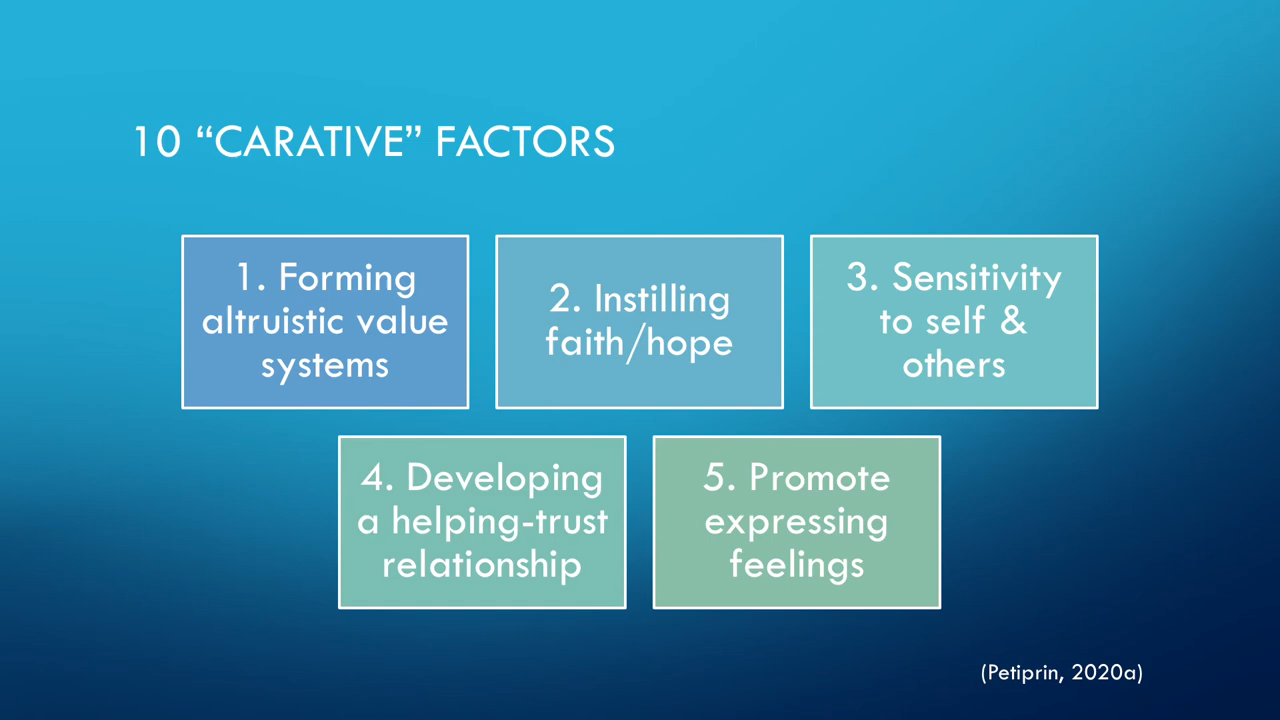 10 “CARATIVE” FACTORS
1. Forming
altruistic value
systems
2. Instilling
faith/hope
3. Sensitivity
to self &
others
4. Developing
a helping-trust
relationship
5. Promote
expressing
feelings
(Petiprin, 2020a)